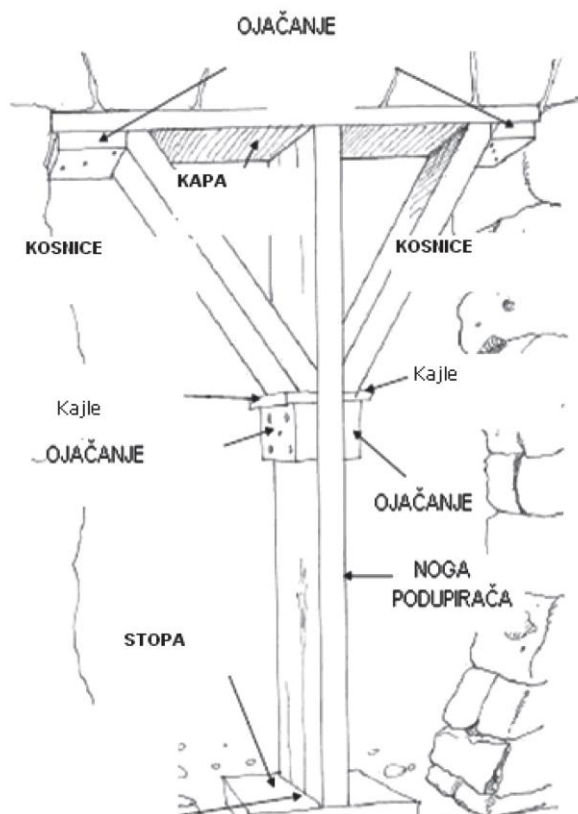 OJAČANJE
KAPA
KOSNICE
KOSNICE
Kajle
Kajle
OJAČANJE
OJAČANJE
NOGA
PODUPIRAČA
STOPA